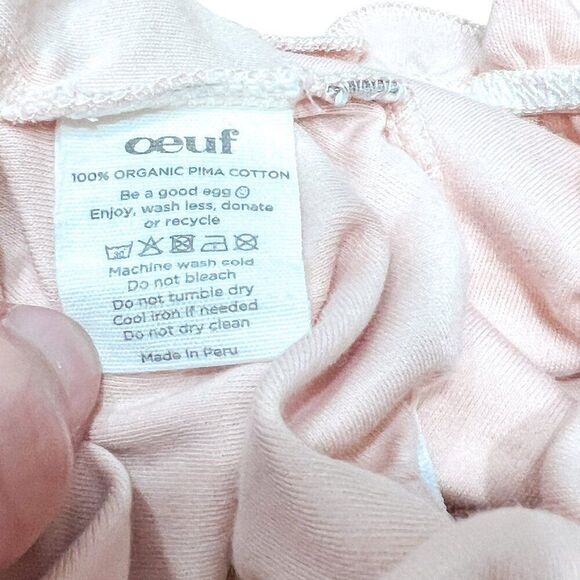 oeuf
100% ORGANIC PIMA COTTON
Be a good egg
Enjoy, wash less, donate
or recycle
30
Machine wash cold
Do not bleach
Do not tumble dry
Cool iron if needed
Do not dry clean
Made in Peru